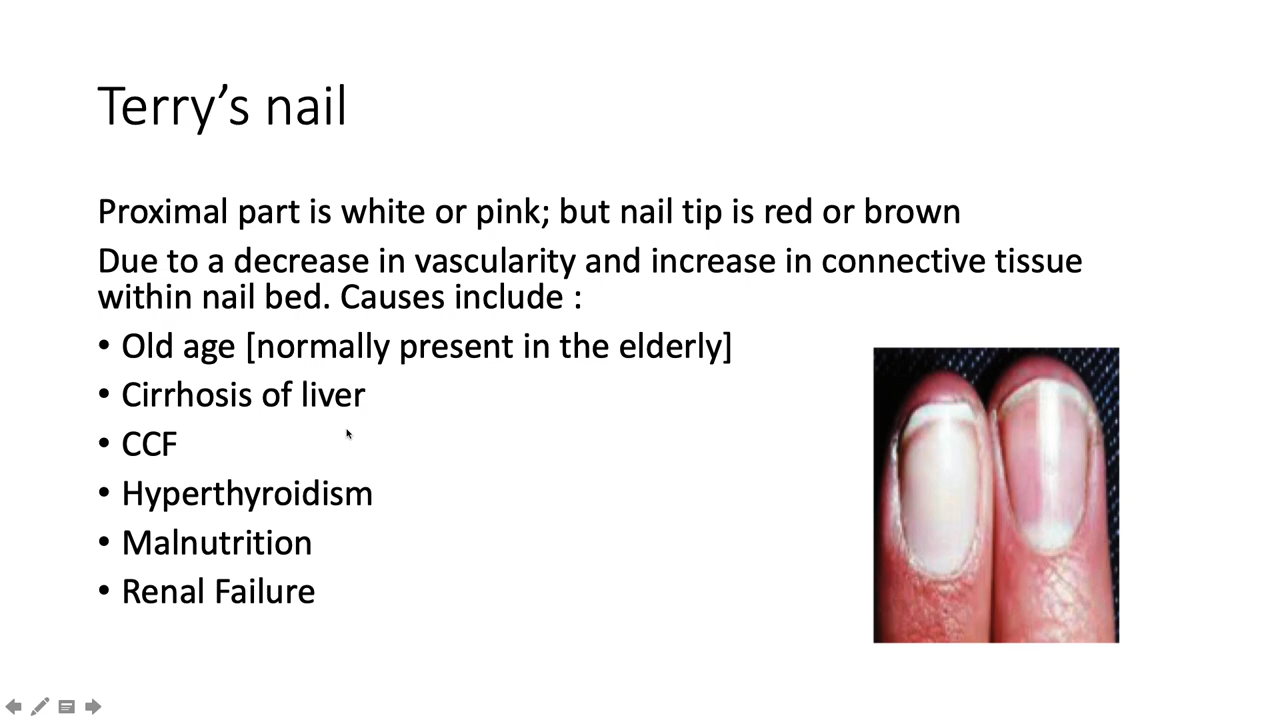 Terry’s nail
Proximal part is white or pink; but nail tip is red or brown
Due to a decrease in vascularity and increase in connective tissue
within nail bed. Causes include :
• Old age [normally present in the elderly]
• Cirrhosis of liver
• CCF
• Hyperthyroidism
• Malnutrition
• Renal Failure